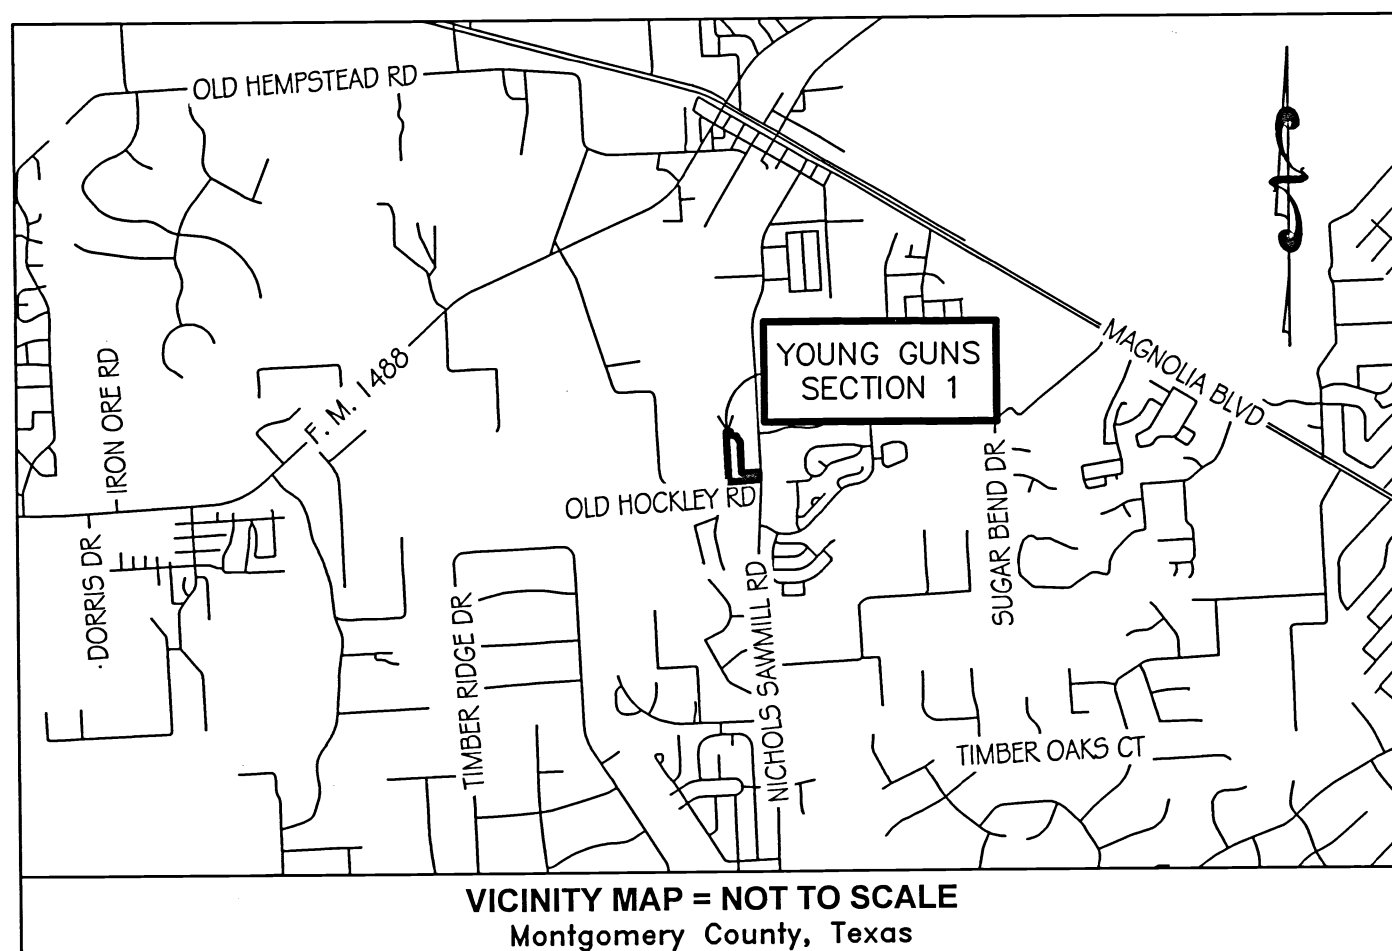 OLD HEMPSTEAD RD
MAGNOLIA BLVD
YOUNG GUNS
SECTION 1
IRON ORE RD
F. M. 1488
OLD HOCKLEY RD
SUGAR BEND DR
DORRIS DR
TIMBER RIDGE DR
NICHOLS SAWMILL RD
TIMBER OAKS CT
VICINITY MAP = NOT TO SCALE
Montgomery County, Texas